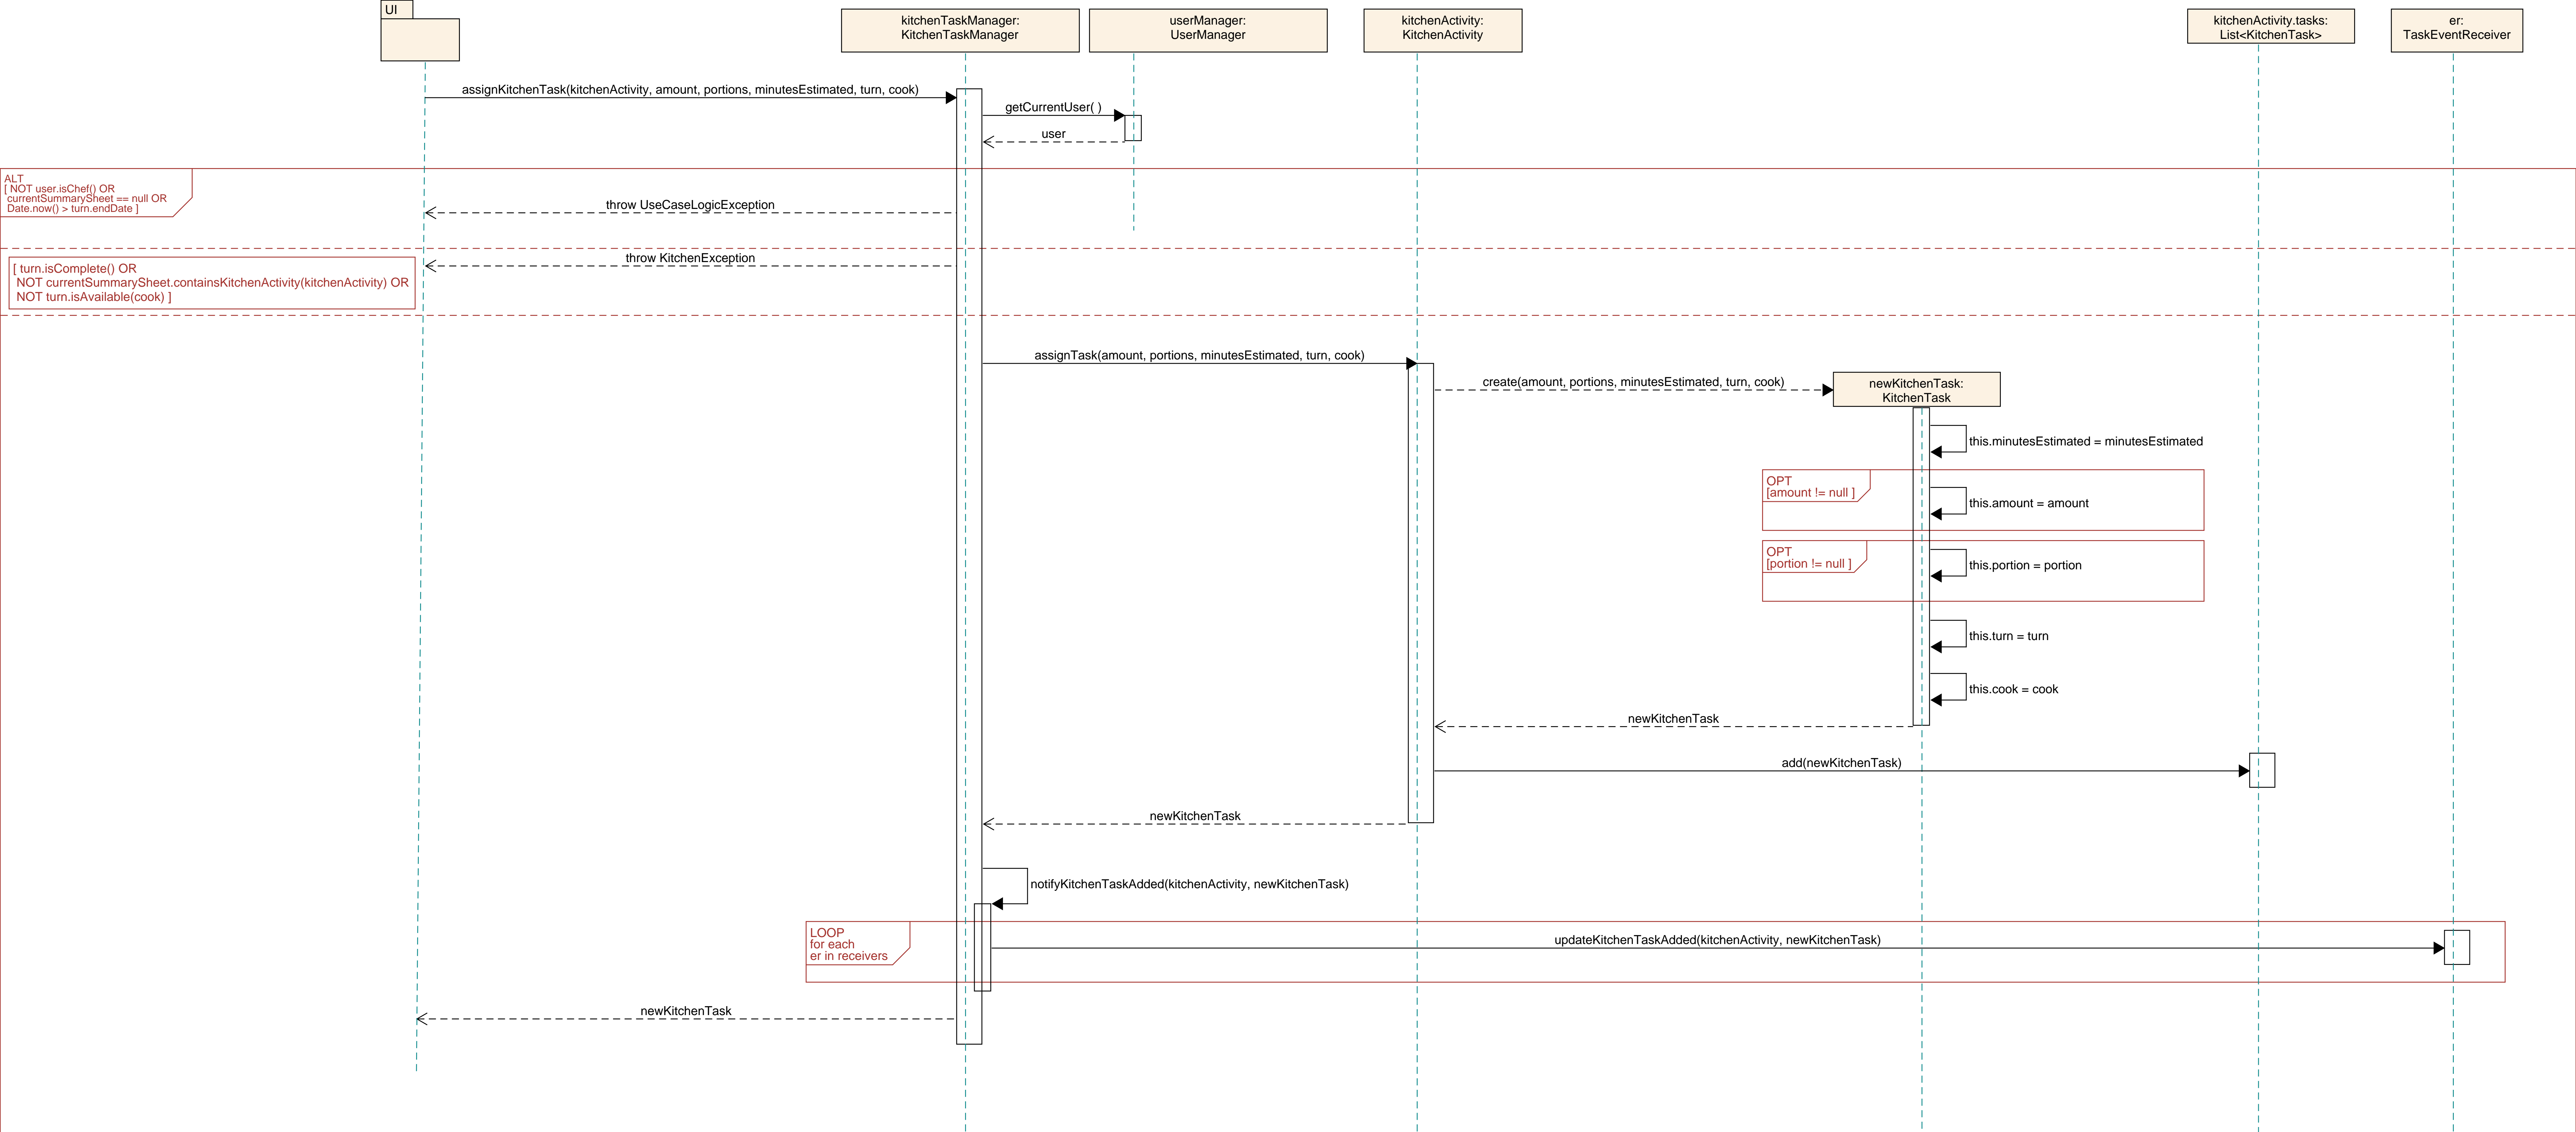 UI
kitchenTaskManager:
KitchenTaskManager
userManager:
UserManager
kitchenActivity:
KitchenActivity
kitchenActivity.tasks:
List<KitchenTask>
er:
TaskEventReceiver
assignKitchenTask(kitchenActivity, amount, portions, minutesEstimated, turn, cook)
getCurrentUser( )
user
ALT
[ NOT user.isChef() OR
currentSummarySheet == null OR
Date.now() > turn.endDate ]
throw UseCaseLogicException
throw KitchenException
[ turn.isComplete() OR
NOT currentSummarySheet.containsKitchenActivity(kitchenActivity) OR
NOT turn.isAvailable(cook) ]
assignTask(amount, portions, minutesEstimated, turn, cook)
create(amount, portions, minutesEstimated, turn, cook)
newKitchenTask:
KitchenTask
this.minutesEstimated = minutesEstimated
OPT
[amount != null ]
this.amount = amount
OPT
[portion != null ]
this.portion = portion
this.turn = turn
this.cook = cook
newKitchenTask
add(newKitchenTask)
newKitchenTask
notifyKitchenTaskAdded(kitchenActivity, newKitchenTask)
LOOP
for each
er in receivers
updateKitchenTaskAdded(kitchenActivity, newKitchenTask)
newKitchenTask